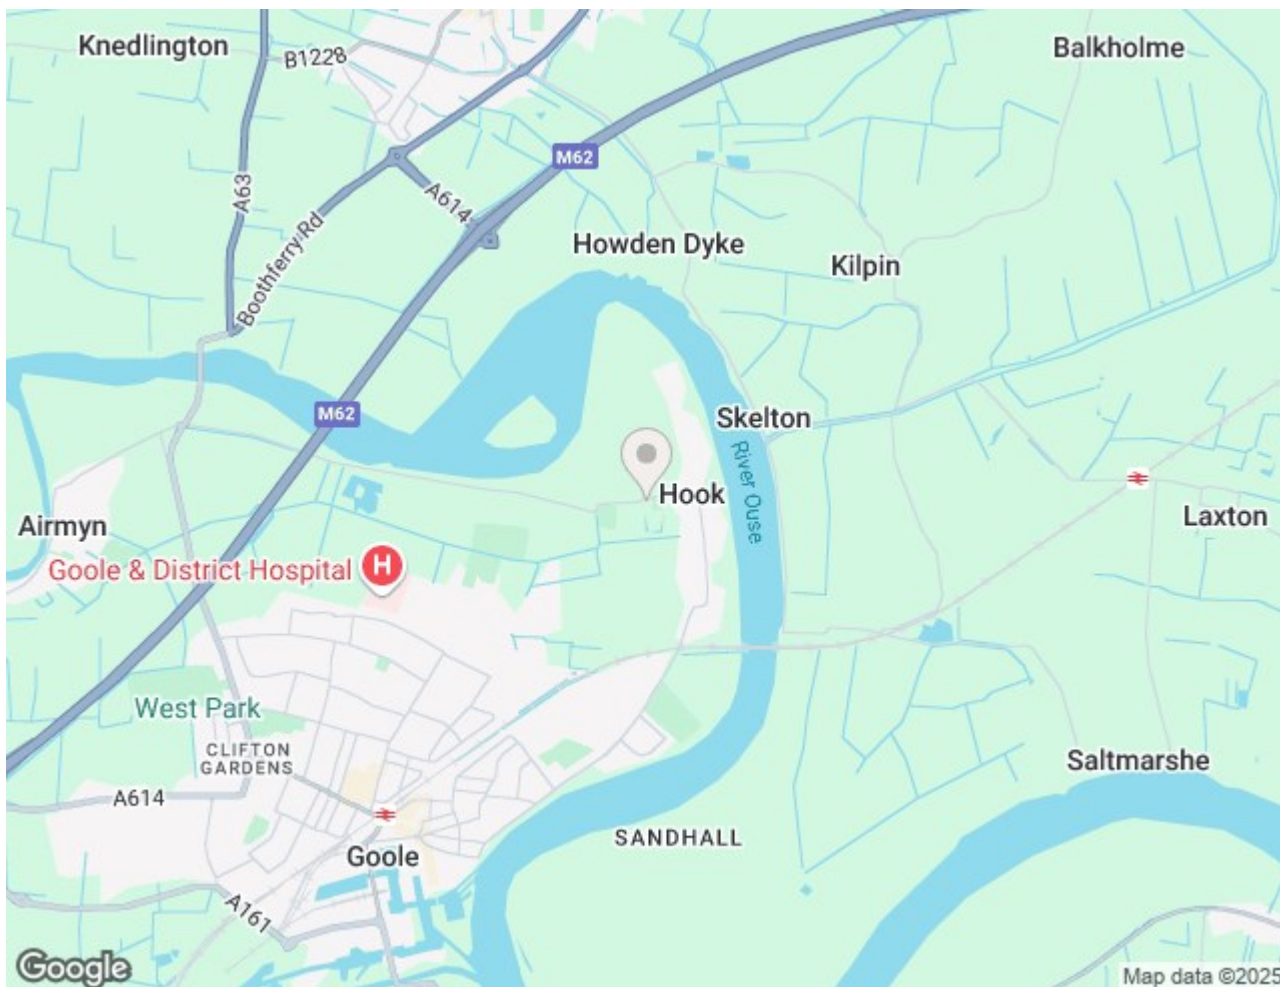 Knedlington
B1228
Balkholme
M62
A63
A614
Boothferry Rd
Howden Dyke
Kilpin
M62
Skelton
River Ouse
Hook
Airmyn
Laxton
Goole & District Hospital
H
West Park
CLIFTON
GARDENS
Saltmarshe
A614
SANDHALL
Goole
A161
Google
Map data ©2025